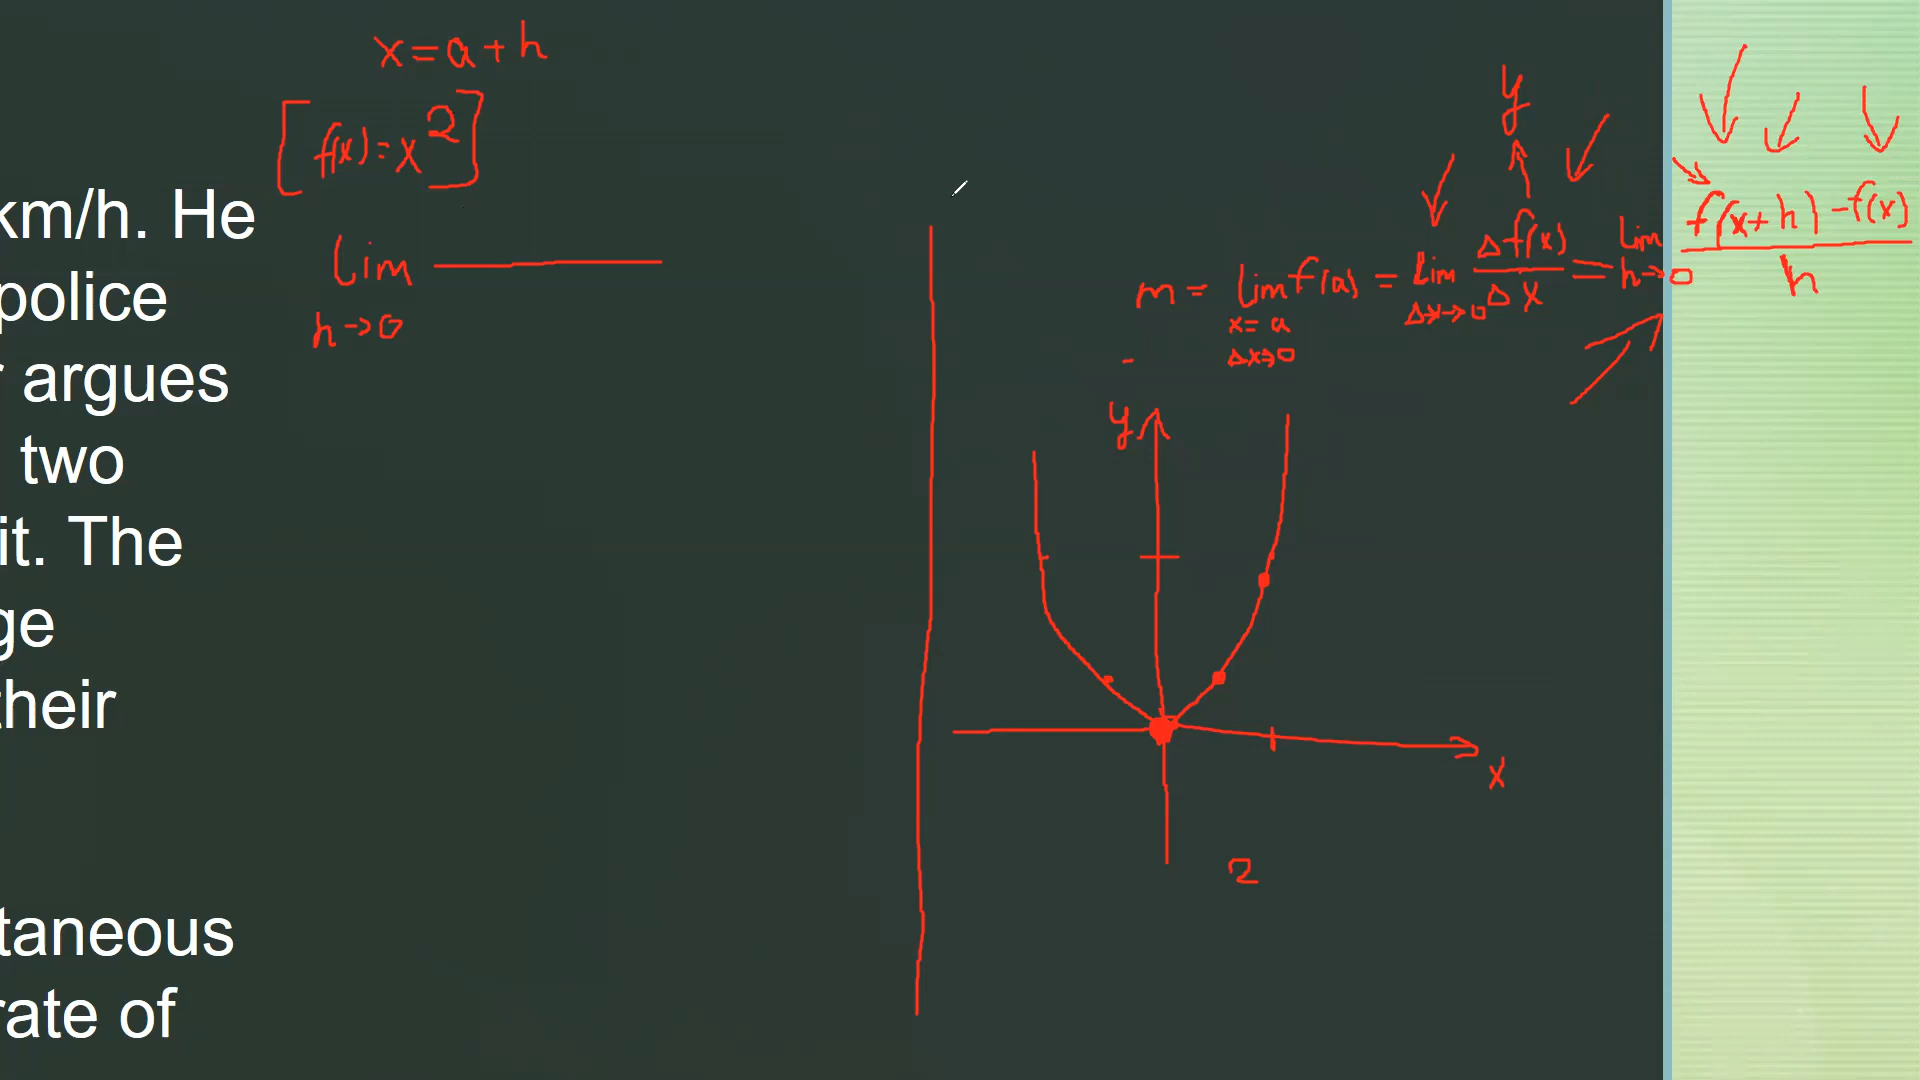 x = a + h
[f(x) = x²]
km/h. He
police
argues
two
it. The
ge
their
taneous
rate of
lim ______
h → 0
y
m = lim f(a) = lim Δf(x)/Δx = lim f(x+h) - f(x)/h
x = a
Δx → 0
Δx → 0
h → 0
y
x
2